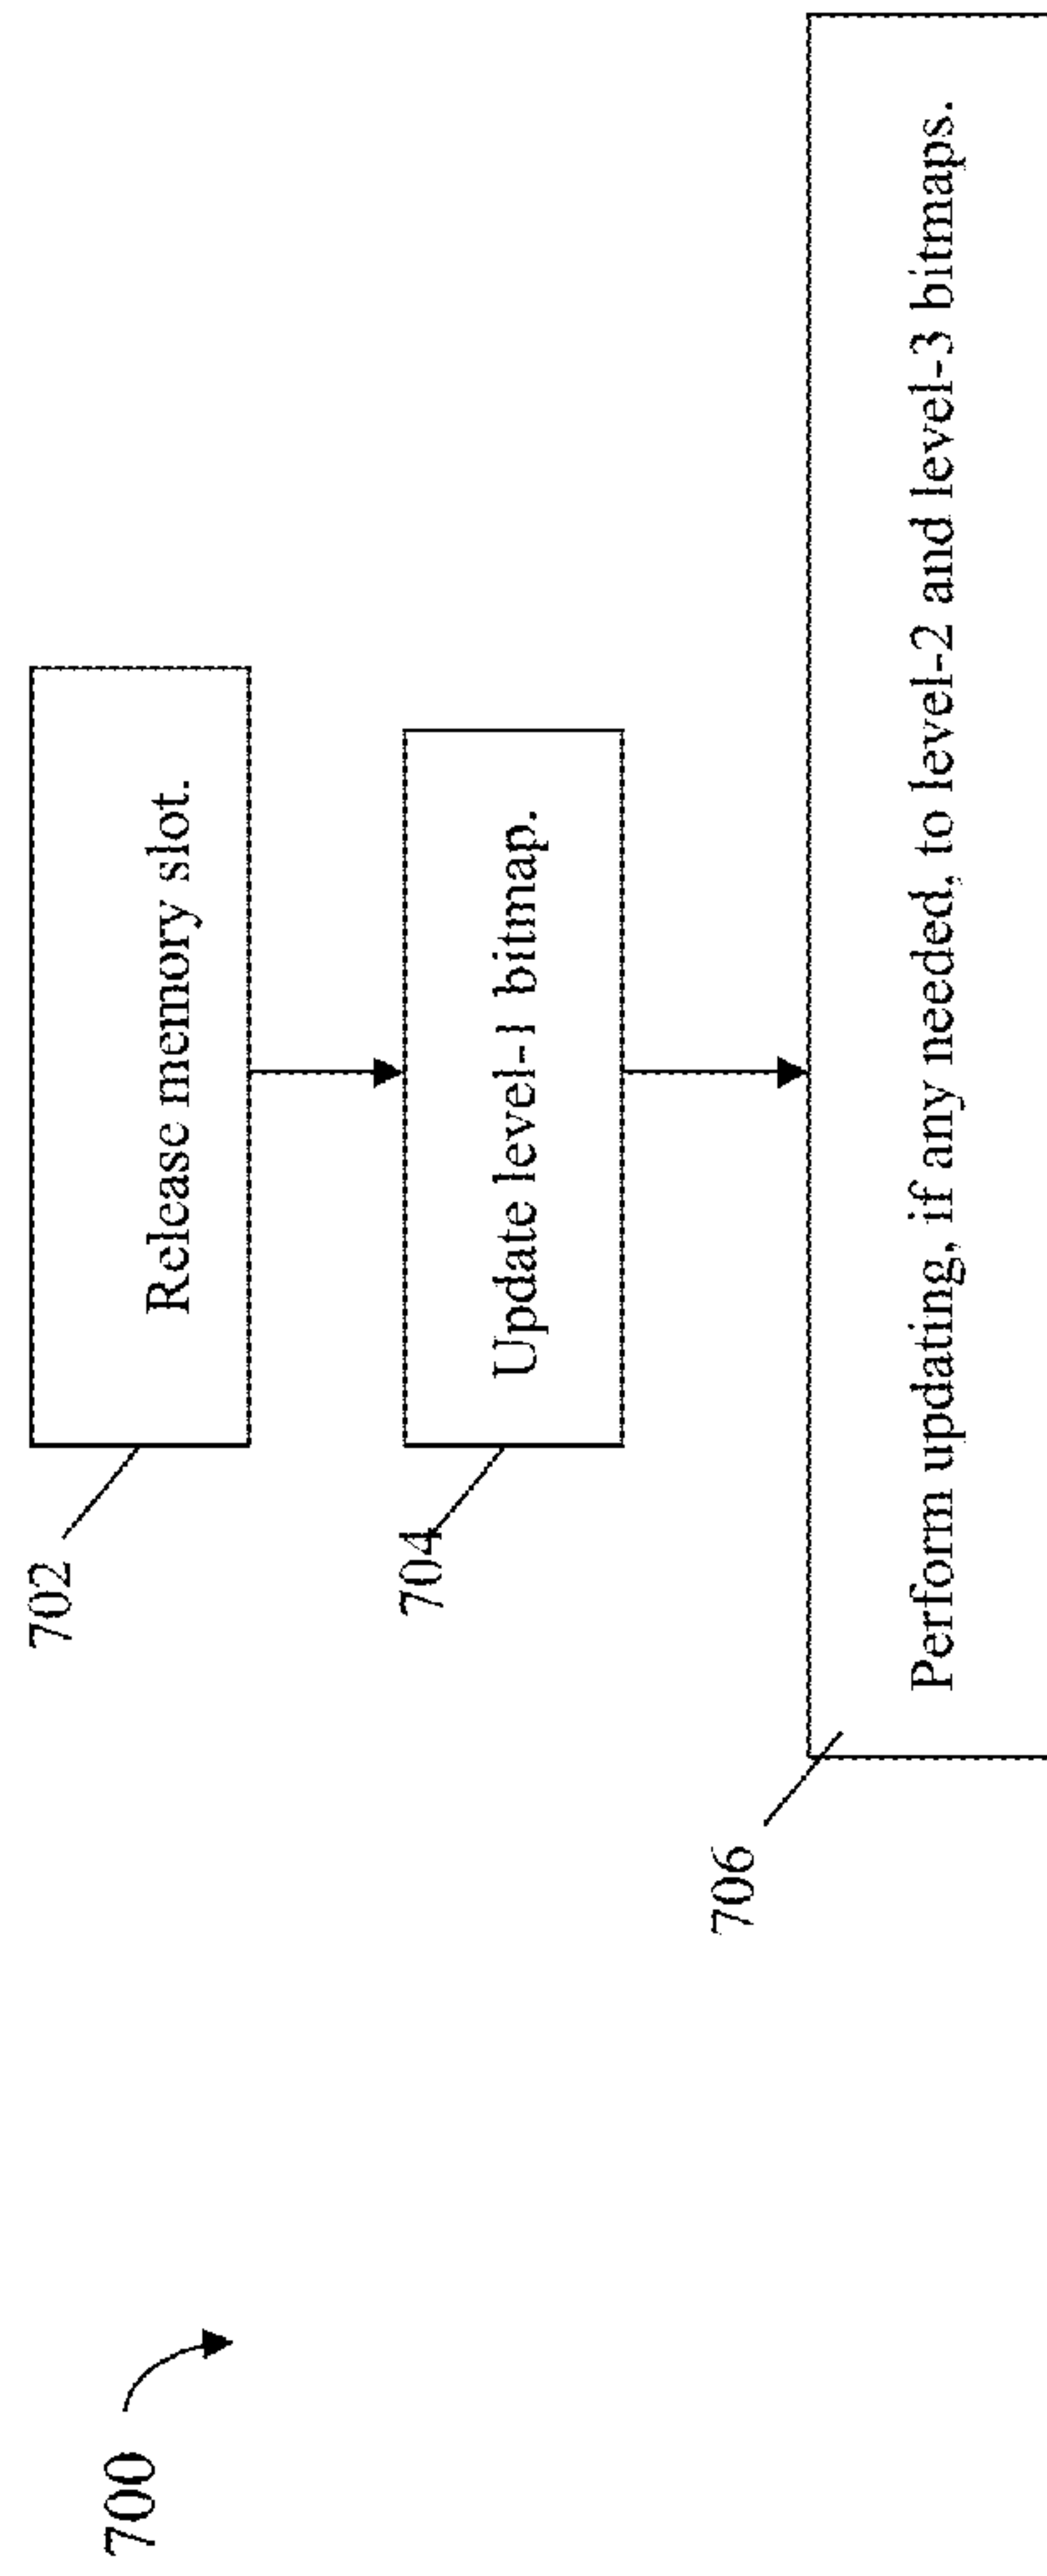 700
702
Release memory slot.
704
Update level-1 bitmap.
706
Perform updating, if any needed, to level-2 and level-3 bitmaps.